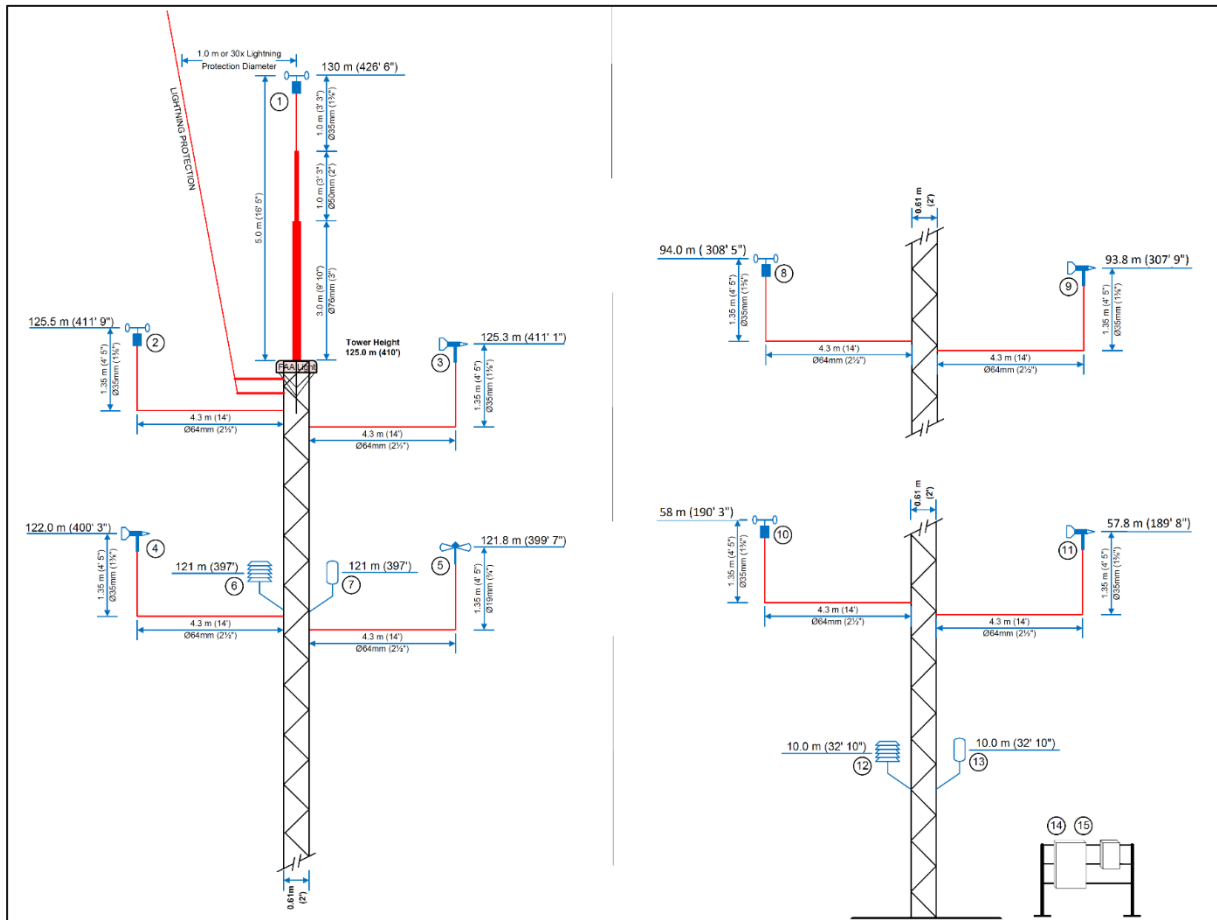 1.0 m or 30x Lightning
Protection Diameter
130 m (426' 6")
1
LIGHTNING PROTECTION
5.0 m (16' 5")
1.0 m (3' 3")
Ø35mm (1⅜")
1.0 m (3' 3")
Ø50mm (2")
3.0 m (9' 10")
Ø76mm (3")
125.5 m (411' 9")
2
1.35 m (4' 5")
Ø35mm (1⅜")
4.3 m (14')
Ø64mm (2½")
Tower Height
125.0 m (410')
FAA Light
125.3 m (411' 1")
3
1.35 m (4' 5")
Ø35mm (1⅜")
4.3 m (14')
Ø64mm (2½")
122.0 m (400' 3")
4
1.35 m (4' 5")
Ø35mm (1⅜")
4.3 m (14')
Ø64mm (2½")
121 m (397')
6
121 m (397')
7
121.8 m (399' 7")
5
1.35 m (4' 5")
Ø19mm (¾")
4.3 m (14')
Ø64mm (2½")
0.61m
(2')
0.61 m
(2')
94.0 m ( 308' 5")
8
1.35 m (4' 5")
Ø35mm (1⅜")
4.3 m (14')
Ø64mm (2½")
93.8 m (307' 9")
9
1.35 m (4' 5")
Ø35mm (1⅜")
4.3 m (14')
Ø64mm (2½")
0.61 m
(2')
58 m (190' 3")
10
1.35 m (4' 5")
Ø35mm (1⅜")
4.3 m (14')
Ø64mm (2½")
57.8 m (189' 8")
11
1.35 m (4' 5")
Ø35mm (1⅜")
4.3 m (14')
Ø64mm (2½")
10.0 m (32' 10")
12
10.0 m (32' 10")
13
14
15